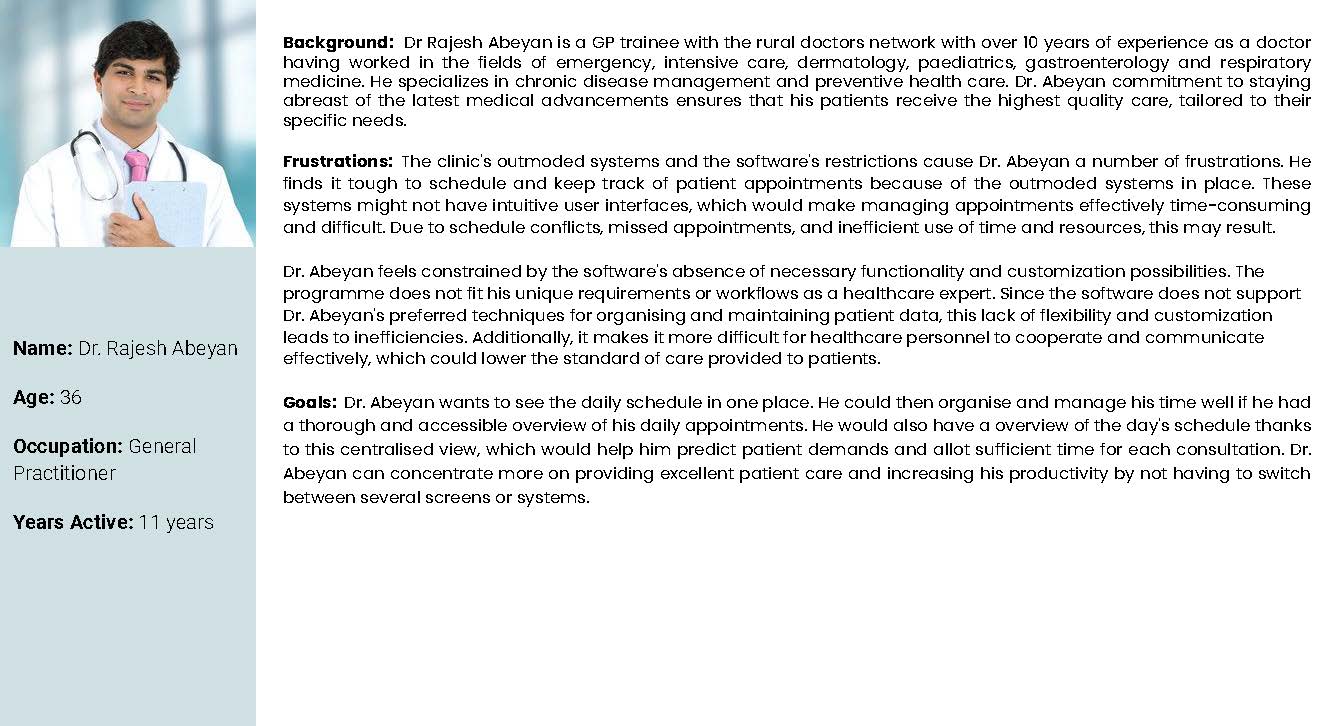 Name: Dr. Rajesh Abeyan
Age: 36
Occupation: General
Practitioner
Years Active: 11 years
Background: Dr Rajesh Abeyan is a GP trainee with the rural doctors network with over 10 years of experience as a doctor
having worked in the fields of emergency, intensive care, dermatology, paediatrics, gastroenterology and respiratory
medicine. He specializes in chronic disease management and preventive health care. Dr. Abeyan commitment to staying
abreast of the latest medical advancements ensures that his patients receive the highest quality care, tailored to their
specific needs.
Frustrations: The clinic's outmoded systems and the software's restrictions cause Dr. Abeyan a number of frustrations. He
finds it tough to schedule and keep track of patient appointments because of the outmoded systems in place. These
systems might not have intuitive user interfaces, which would make managing appointments effectively time-consuming
and difficult. Due to schedule conflicts, missed appointments, and inefficient use of time and resources, this may result.
Dr. Abeyan feels constrained by the software's absence of necessary functionality and customization possibilities. The
programme does not fit his unique requirements or workflows as a healthcare expert. Since the software does not support
Dr. Abeyan's preferred techniques for organising and maintaining patient data, this lack of flexibility and customization
leads to inefficiencies. Additionally, it makes it more difficult for healthcare personnel to cooperate and communicate
effectively, which could lower the standard of care provided to patients.
Goals: Dr. Abeyan wants to see the daily schedule in one place. He could then organise and manage his time well if he had
a thorough and accessible overview of his daily appointments. He would also have a overview of the day's schedule thanks
to this centralised view, which would help him predict patient demands and allot sufficient time for each consultation. Dr.
Abeyan can concentrate more on providing excellent patient care and increasing his productivity by not having to switch
between several screens or systems.